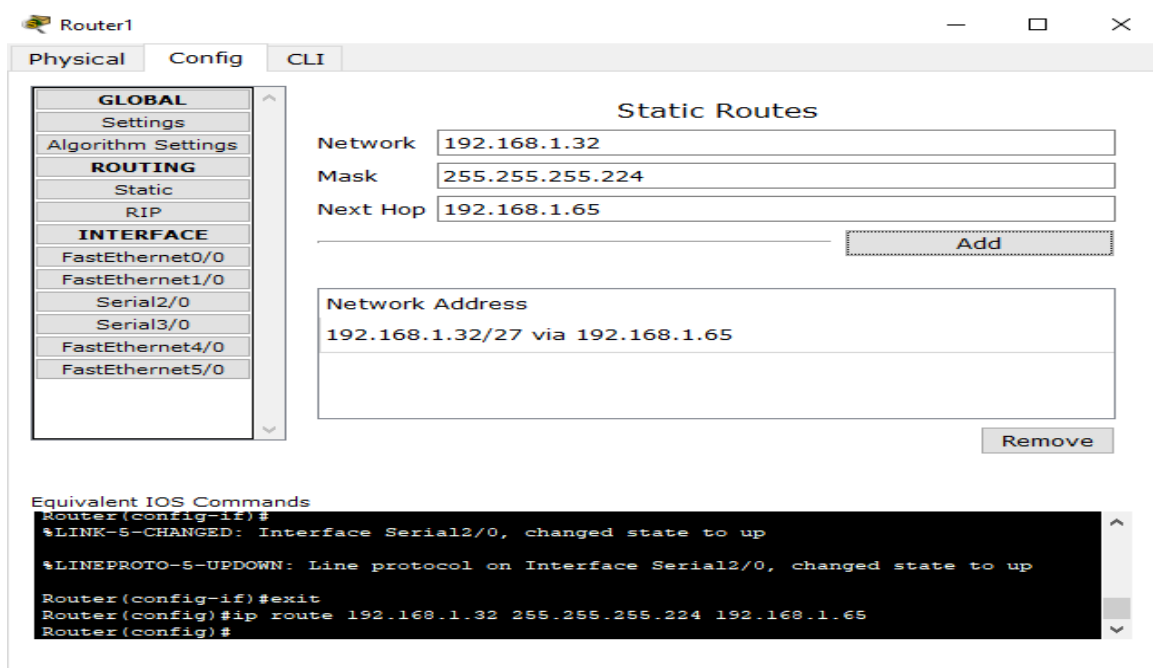 Router1
Physical Config CLI
GLOBAL
Settings
Algorithm Settings
ROUTING
Static
RIP
INTERFACE
FastEthernet0/0
FastEthernet1/0
Serial2/0
Serial3/0
FastEthernet4/0
FastEthernet5/0
Static Routes
Network 192.168.1.32
Mask 255.255.255.224
Next Hop 192.168.1.65
Add
Network Address
192.168.1.32/27 via 192.168.1.65
Remove
Equivalent IOS Commands
Router(config-if)#
%LINK-5-CHANGED: Interface Serial2/0, changed state to up
%LINEPROTO-5-UPDOWN: Line protocol on Interface Serial2/0, changed state to up
Router(config-if)#exit
Router(config)#ip route 192.168.1.32 255.255.255.224 192.168.1.65
Router(config)#